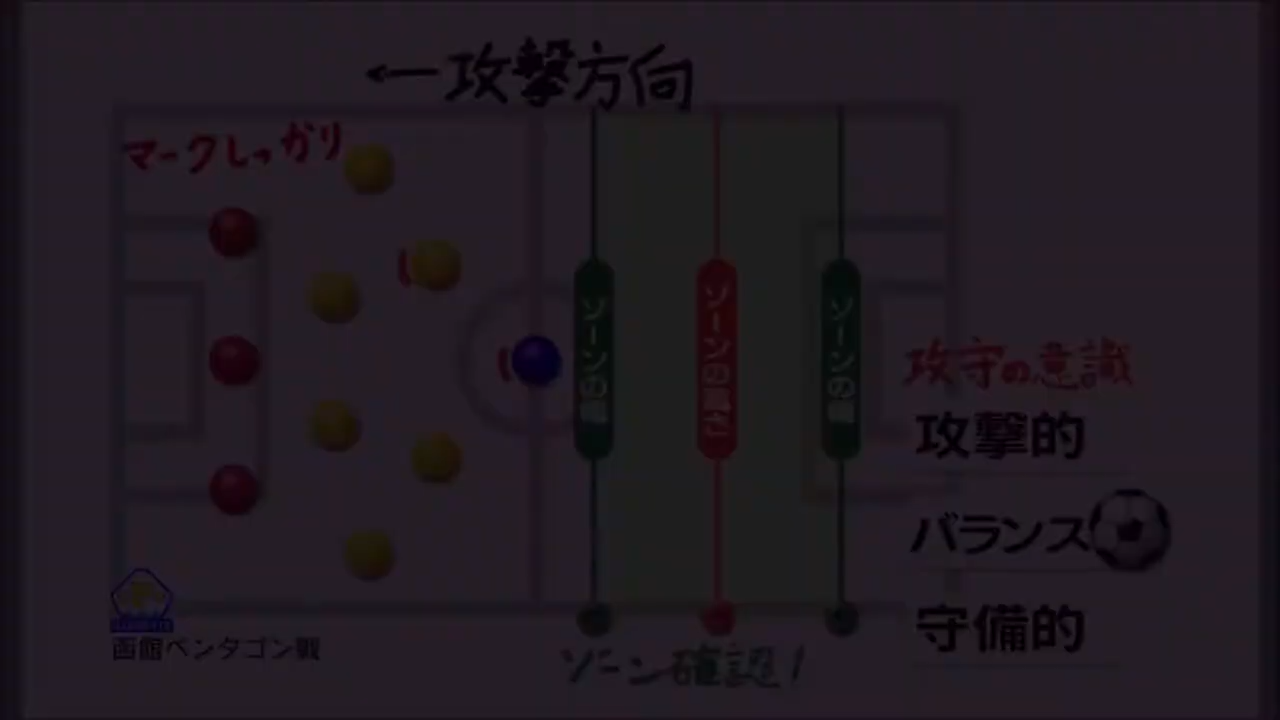 ←攻撃方向
マークしっかり
ゾーンの幅
ゾーンの高さ
ゾーンの幅
攻守の意識
攻撃的
バランス
守備的
函館ペンタゴン戦
ゾーン確認!